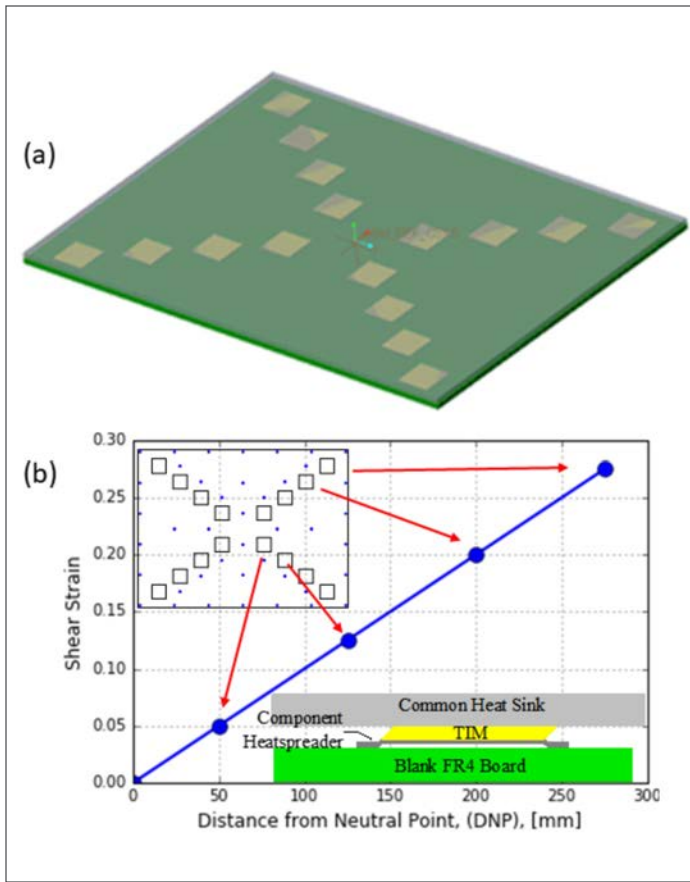 (a)
(b)
0.30
0.25
0.20
0.15
0.10
0.05
0.00
Shear Strain
Common Heat Sink
Component
Heatspreader
TIM
Blank FR4 Board
0
50
100
150
200
250
300
Distance from Neutral Point, (DNP), [mm]